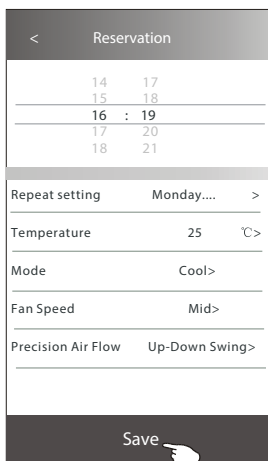 < Reservation
14 17
15 18
16 : 19
17 20
18 21
Repeat setting Monday.... >
Temperature 25 ℃>
Mode Cool>
Fan Speed Mid>
Precision Air Flow Up-Down Swing>
Save